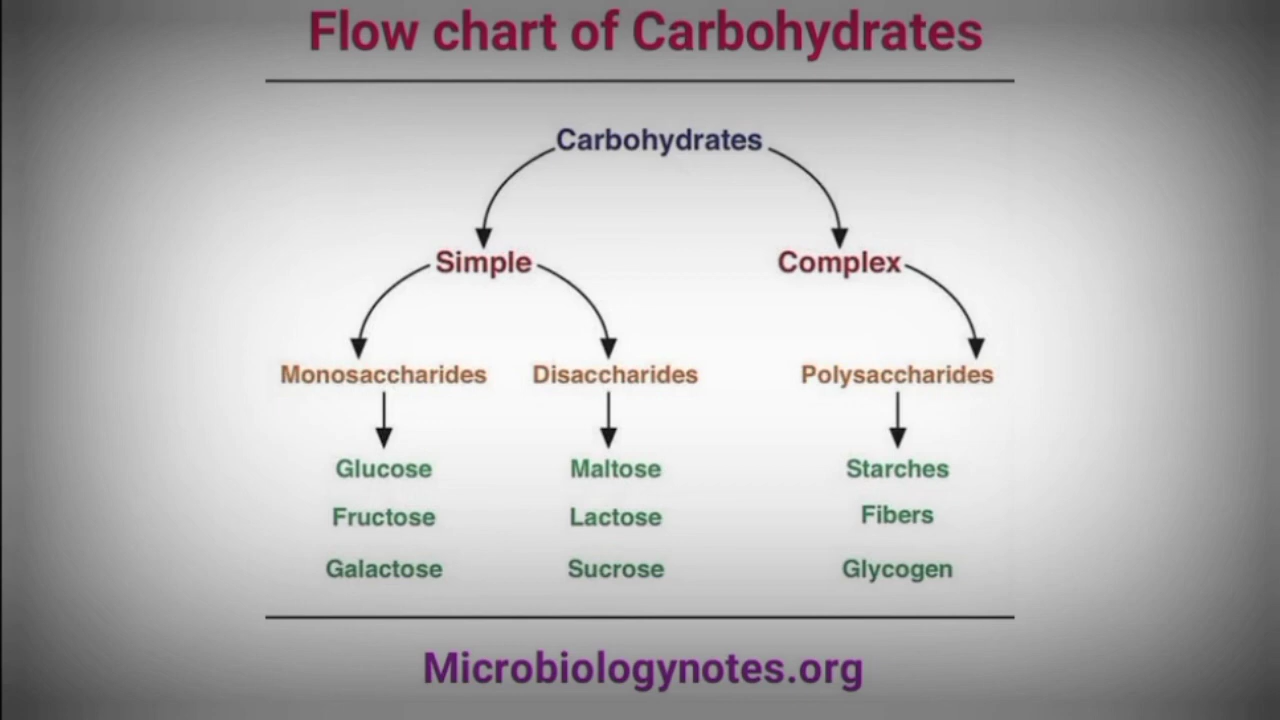 Flow chart of Carbohydrates
Carbohydrates
Simple
Complex
Monosaccharides
Disaccharides
Polysaccharides
Glucose
Maltose
Starches
Fructose
Lactose
Fibers
Galactose
Sucrose
Glycogen
Microbiologynotes.org